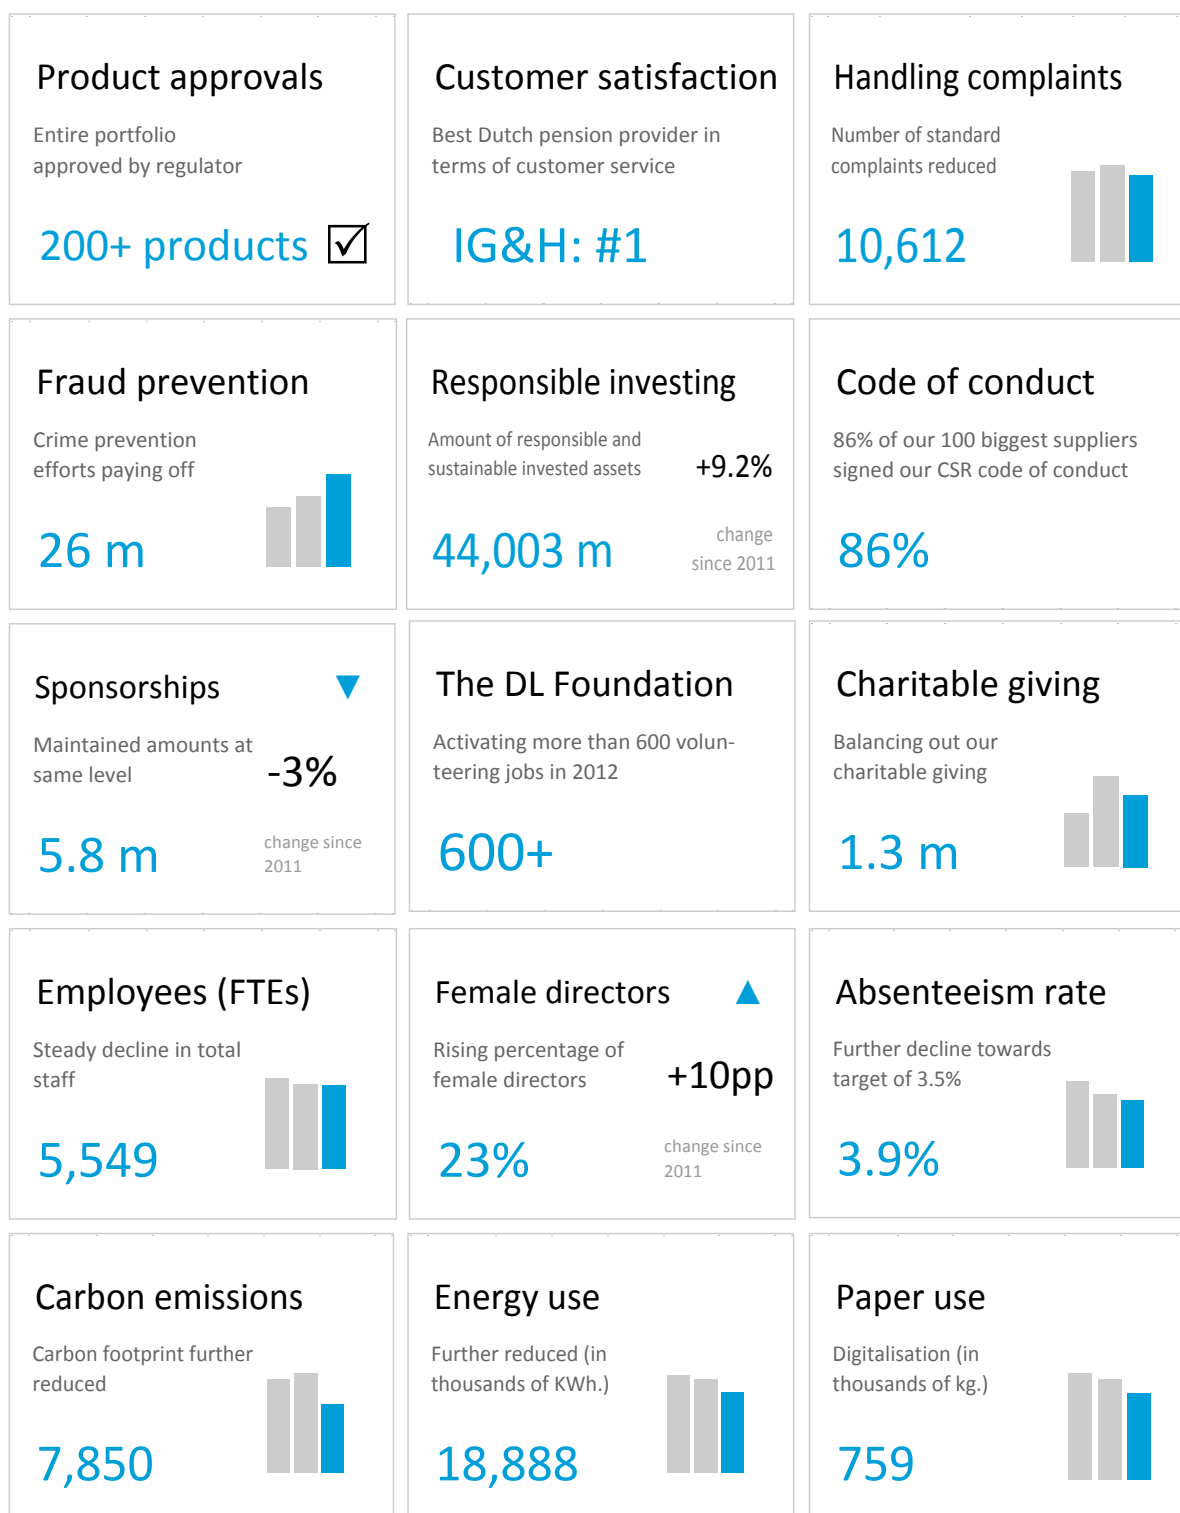 Product approvals
Entire portfolio
approved by regulator
200+ products
Customer satisfaction
Best Dutch pension provider in
terms of customer service
IG&H: #1
Handling complaints
Number of standard
complaints reduced
10,612
Fraud prevention
Crime prevention
efforts paying off
26 m
Responsible investing
Amount of responsible and
sustainable invested assets
+9.2%
44,003 m
change
since 2011
Code of conduct
86% of our 100 biggest suppliers
signed our CSR code of conduct
86%
Sponsorships ▼
Maintained amounts at
same level
-3%
5.8 m
change since
2011
The DL Foundation
Activating more than 600 volun-
teering jobs in 2012
600+
Charitable giving
Balancing out our
charitable giving
1.3 m
Employees (FTEs)
Steady decline in total
staff
5,549
Female directors ▲
Rising percentage of
female directors
+10pp
23%
change since
2011
Absenteeism rate
Further decline towards
target of 3.5%
3.9%
Carbon emissions
Carbon footprint further
reduced
7,850
Energy use
Further reduced (in
thousands of KWh.)
18,888
Paper use
Digitalisation (in
thousands of kg.)
759